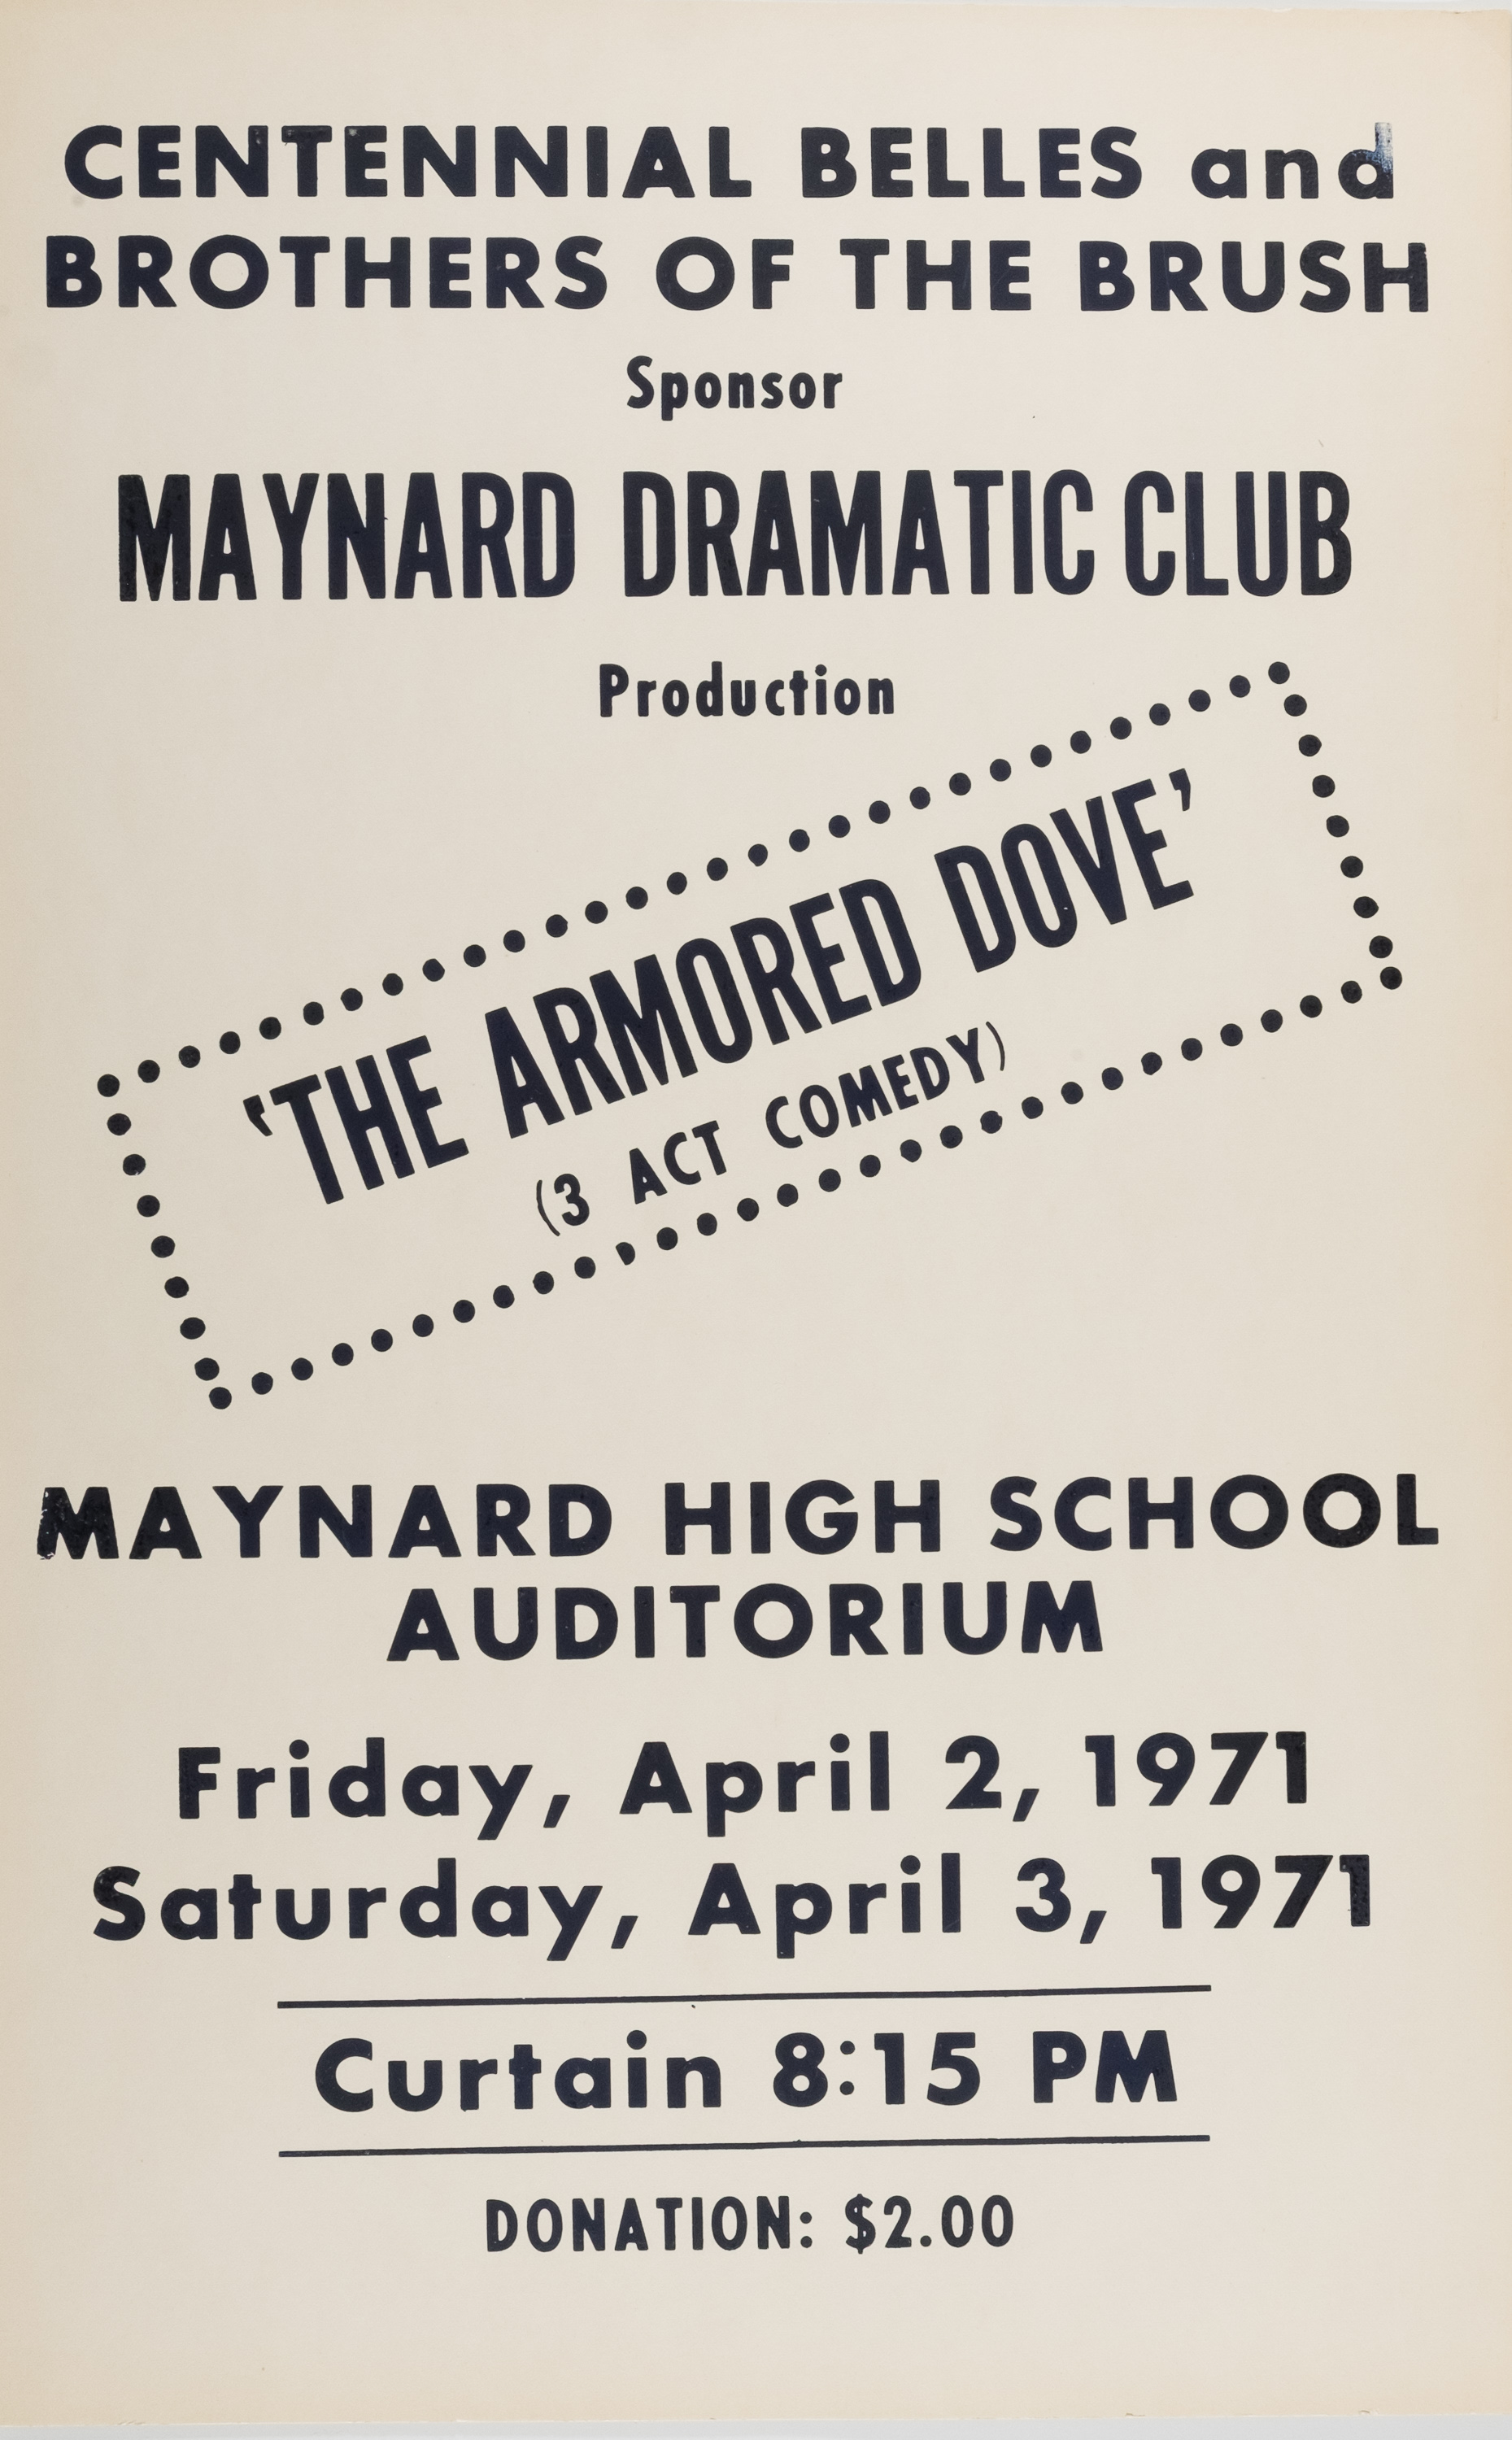 CENTENNIAL BELLES and
BROTHERS OF THE BRUSH
Sponsor
MAYNARD DRAMATIC CLUB
Production
'THE ARMORED DOVE'
(3 ACT COMEDY)
MAYNARD HIGH SCHOOL
AUDITORIUM
Friday, April 2, 1971
Saturday, April 3, 1971
Curtain 8:15 PM
DONATION: $2.00